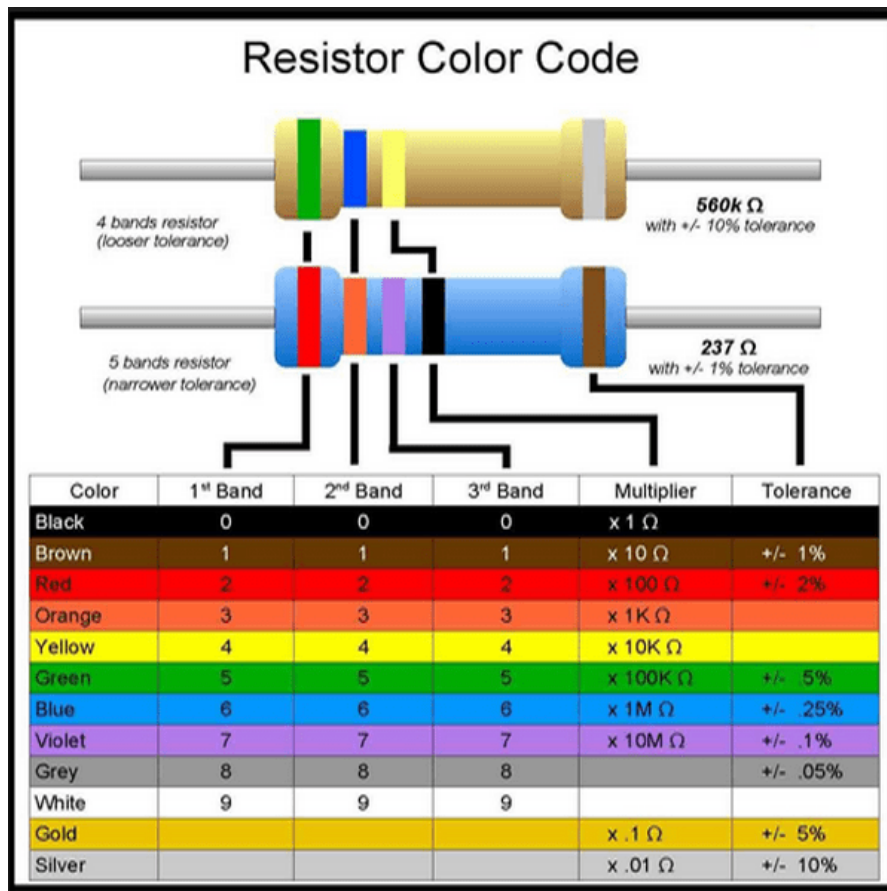 Resistor Color Code
4 bands resistor
(looser tolerance)
560k Ω
with +/- 10% tolerance
5 bands resistor
(narrower tolerance)
237 Ω
with +/- 1% tolerance
Color 1st Band 2nd Band 3rd Band Multiplier Tolerance
Black 0 0 0 x 1 Ω
Brown 1 1 1 x 10 Ω +/- 1%
Red 2 2 2 x 100 Ω +/- 2%
Orange 3 3 3 x 1K Ω
Yellow 4 4 4 x 10K Ω
Green 5 5 5 x 100K Ω +/- .5%
Blue 6 6 6 x 1M Ω +/- .25%
Violet 7 7 7 x 10M Ω +/- .1%
Grey 8 8 8 +/- .05%
White 9 9 9
Gold x .1 Ω +/- 5%
Silver x .01 Ω +/- 10%